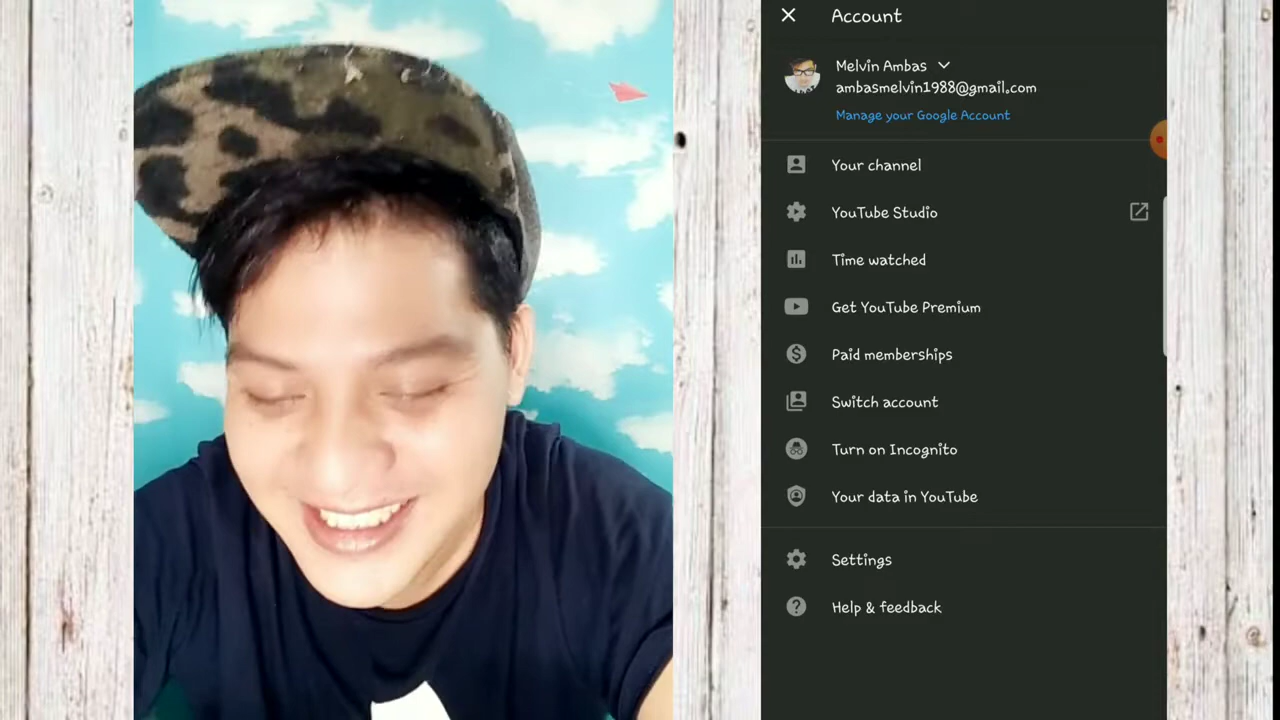 Account
Melvin Ambas
ambasmelvin1988@gmail.com
Manage your Google Account
Your channel
YouTube Studio
Time watched
Get YouTube Premium
Paid memberships
Switch account
Turn on Incognito
Your data in YouTube
Settings
Help & feedback